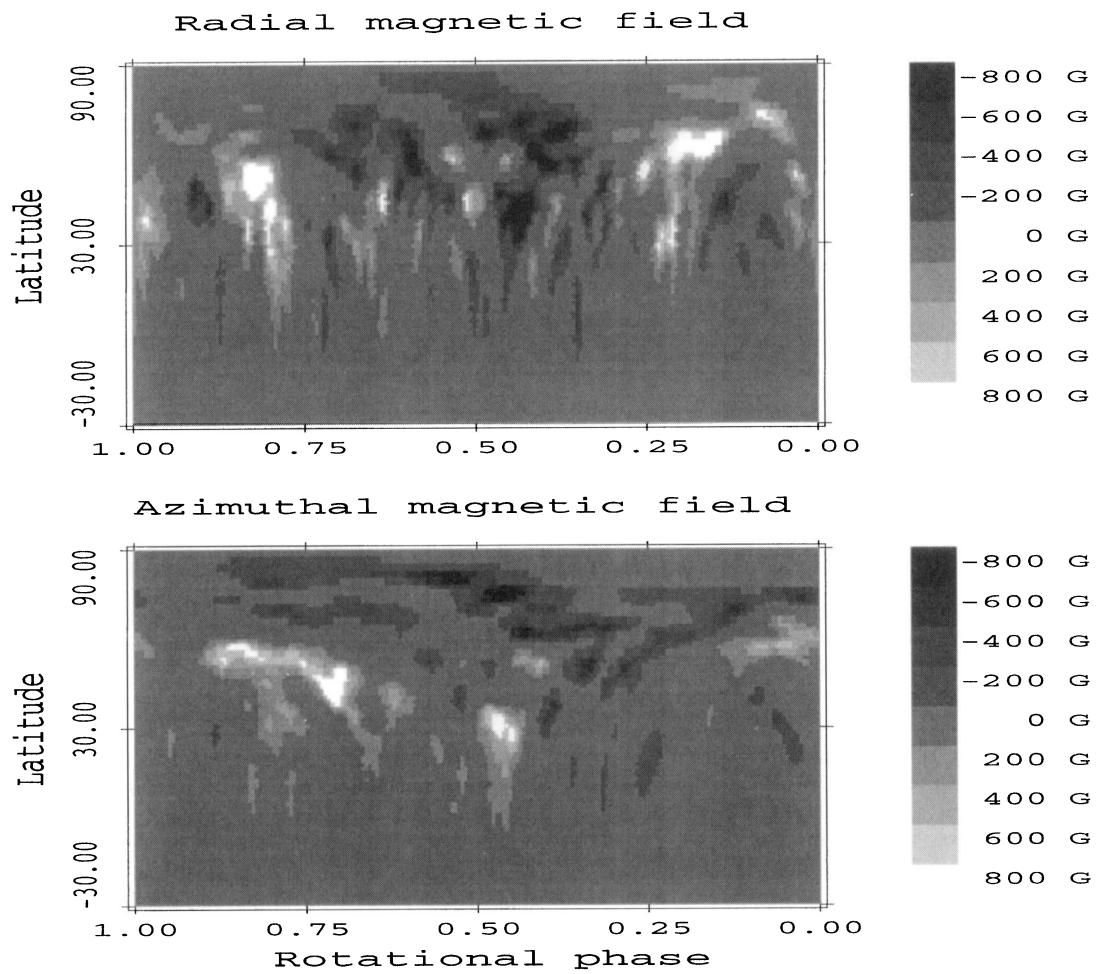 Radial magnetic field
90.00
30.00
-30.00
Latitude
1.00 0.75 0.50 0.25 0.00
-800 G
-600 G
-400 G
-200 G
0 G
200 G
400 G
600 G
800 G
Azimuthal magnetic field
90.00
30.00
-30.00
Latitude
1.00 0.75 0.50 0.25 0.00
Rotational phase
-800 G
-600 G
-400 G
-200 G
0 G
200 G
400 G
600 G
800 G